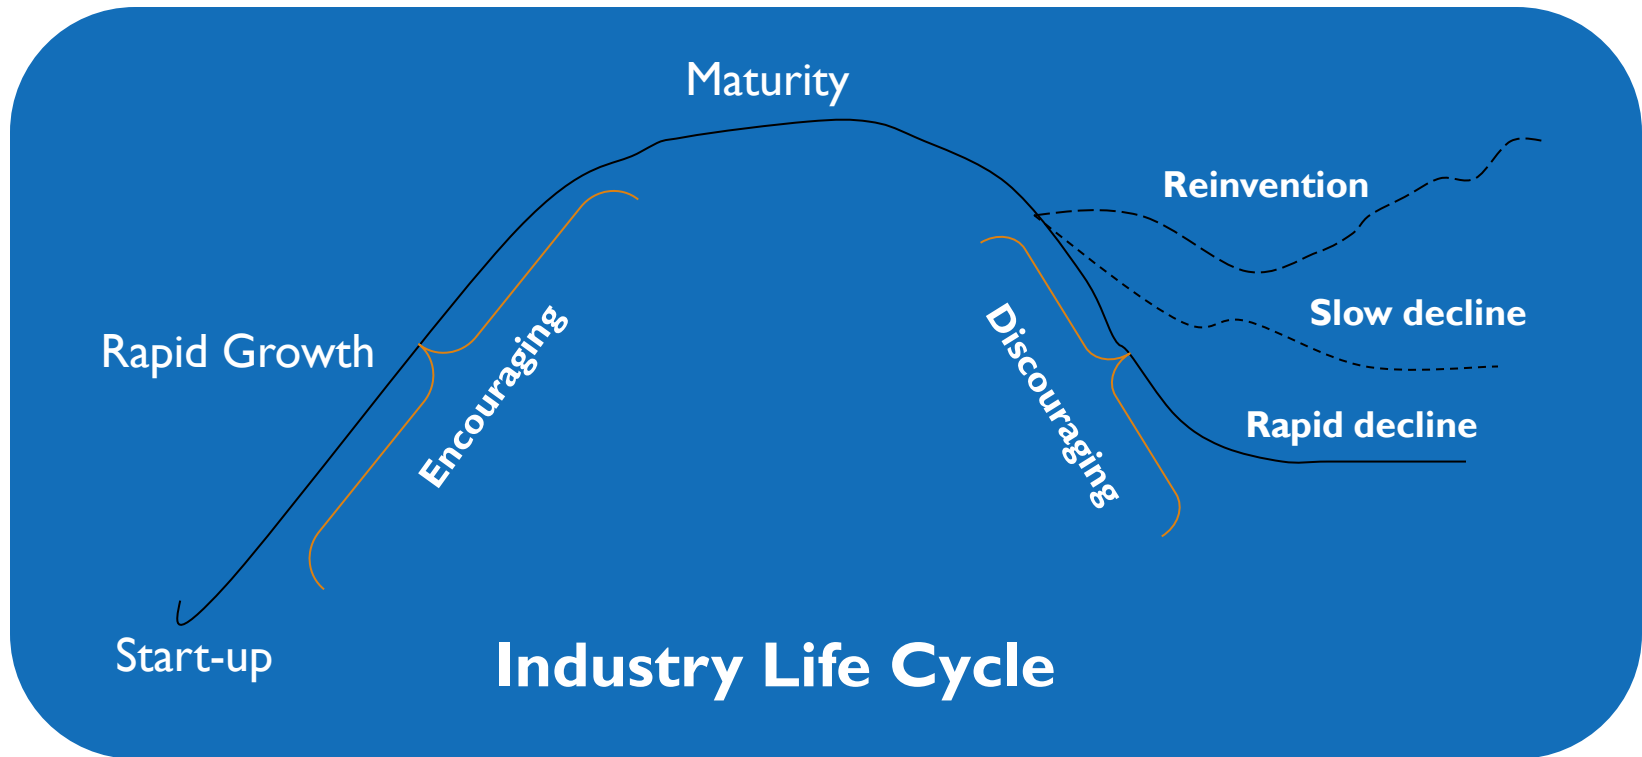 Maturity
Reinvention
Slow decline
Rapid Growth
Encouraging
Discouraging
Rapid decline
Start-up
Industry Life Cycle